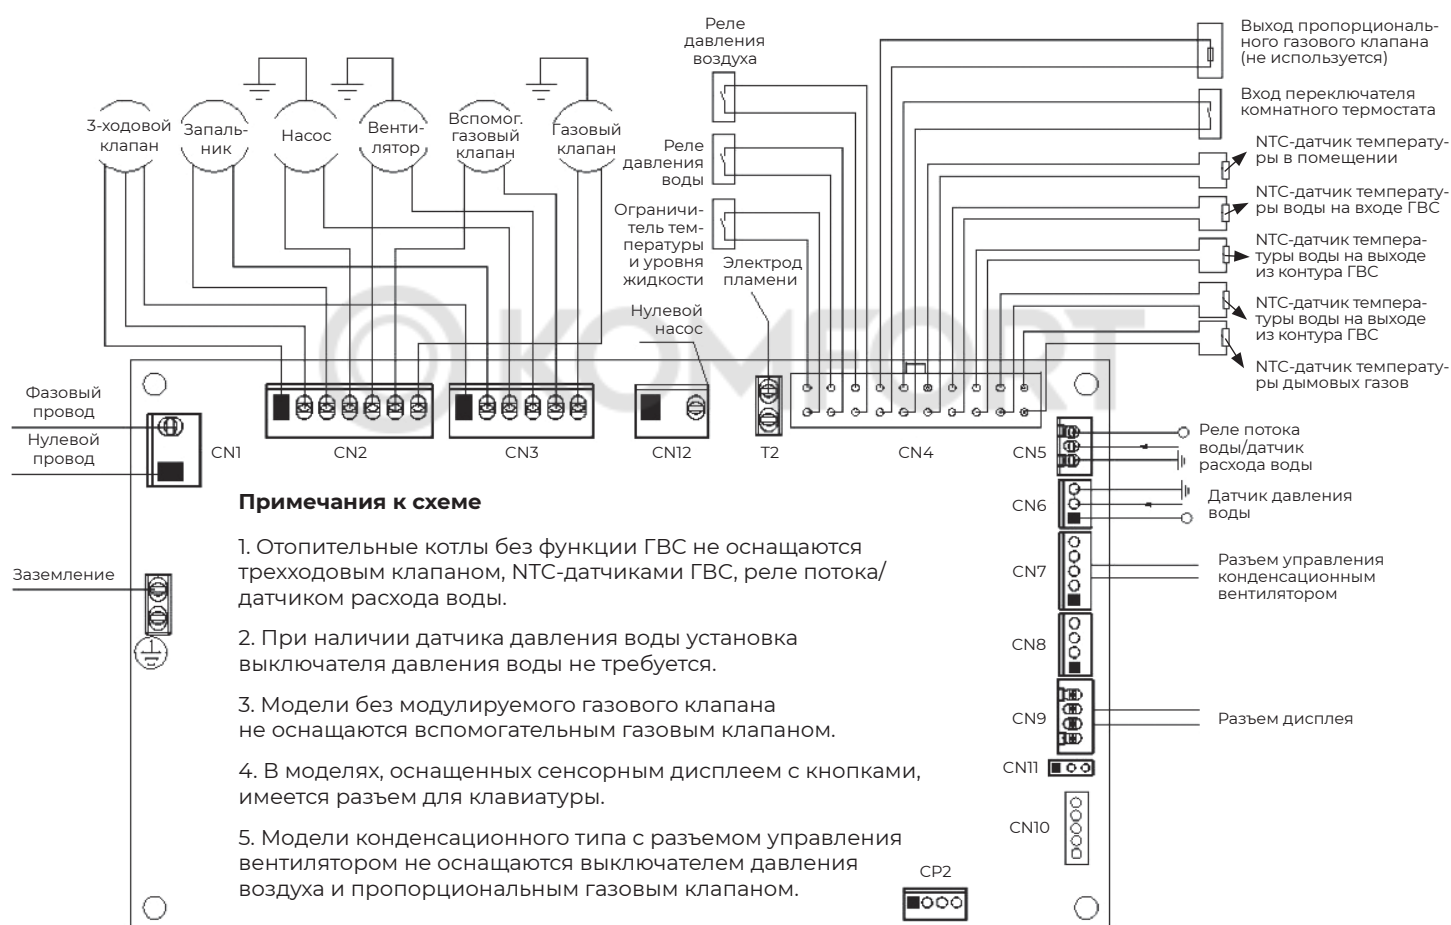 Реле
давления
воздуха
Выход пропорциональ-
ного газового клапана
(не используется)
Вход переключателя
комнатного термостата
3-ходовой
клапан
Запаль-
ник
Насос
Венти-
лятор
Вспомог.
газовый
клапан
Газовый
клапан
Реле
давления
воды
NTC-датчик температу-
ры в помещении
NTC-датчик температу-
ры воды на входе ГВС
Ограничи-
тель тем-
пературы
и уровня
жидкости
Электрод
пламени
NTC-датчик темпера-
туры воды на выходе
из контура ГВС
Нулевой
насос
NTC-датчик темпера-
туры воды на выходе
из контура ГВС
NTC-датчик температу-
ры дымовых газов
KOMFORT
Фазовый
провод
Нулевой
провод
CN1
CN2
CN3
CN12
T2
CN4
CN5
Реле потока
воды/датчик
расхода воды
CN6
Датчик давления
воды
CN7
Разъем управления
конденсационным
вентилятором
CN8
CN9
Разъем дисплея
CN11
CN10
CP2
Заземление
Примечания к схеме
1. Отопительные котлы без функции ГВС не оснащаются
трехходовым клапаном, NTC-датчиками ГВС, реле потока/
датчиком расхода воды.
2. При наличии датчика давления воды установка
выключателя давления воды не требуется.
3. Модели без модулируемого газового клапана
не оснащаются вспомогательным газовым клапаном.
4. В моделях, оснащенных сенсорным дисплеем с кнопками,
имеется разъем для клавиатуры.
5. Модели конденсационного типа с разъемом управления
вентилятором не оснащаются выключателем давления
воздуха и пропорциональным газовым клапаном.